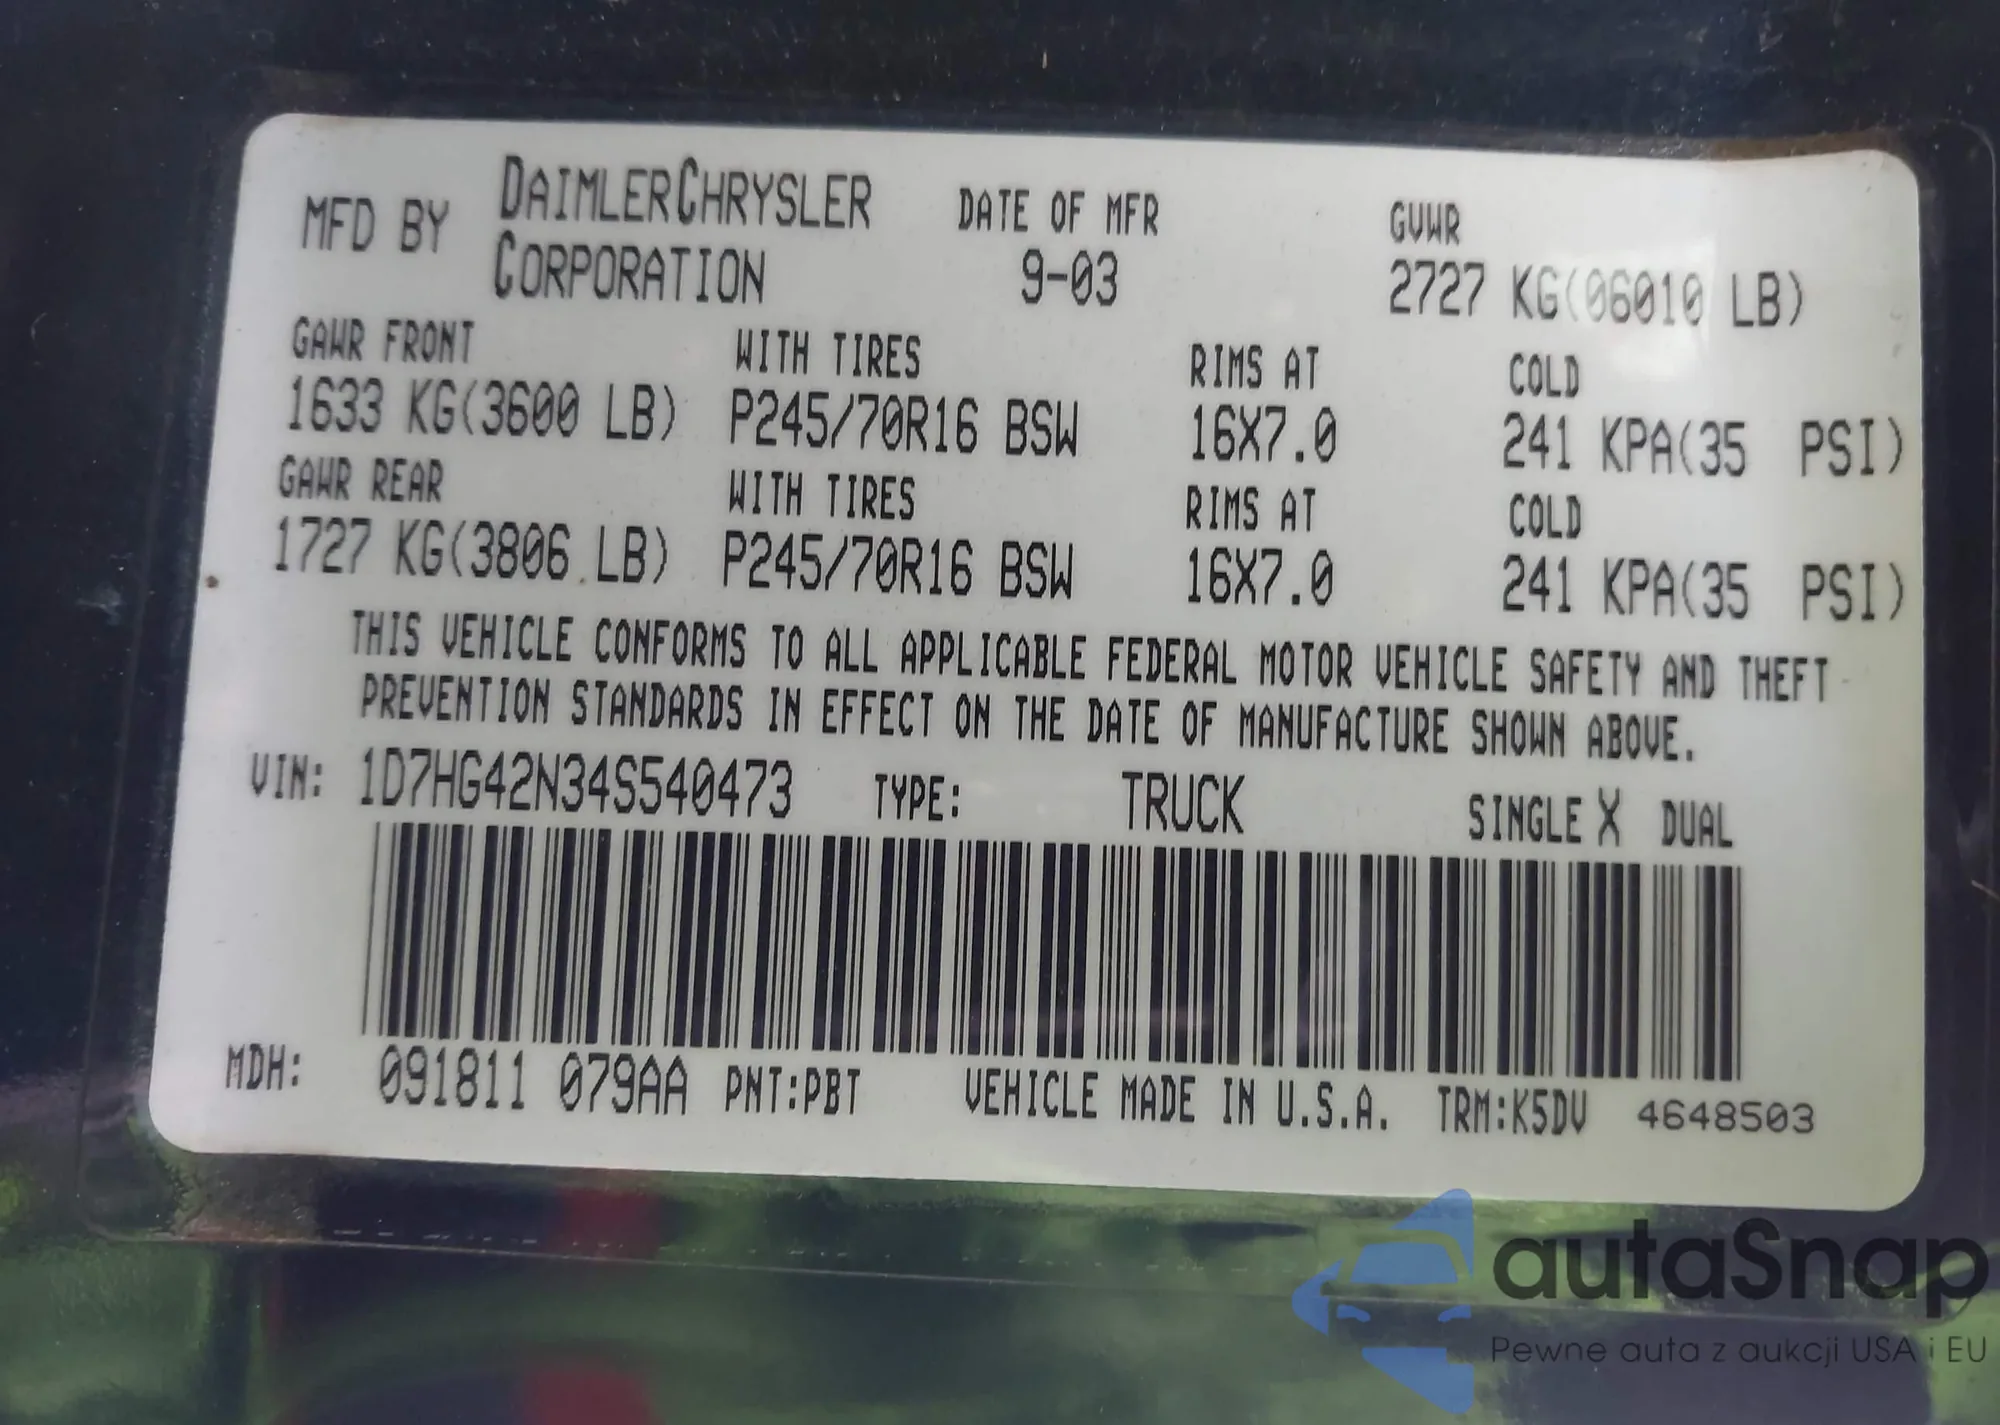 MFD BY DAIMLERCHRYSLER CORPORATION DATE OF MFR 9-03 GVWR 2727 KG(06010 LB)
GAWR FRONT WITH TIRES RIMS AT COLD
1633 KG(3600 LB) P245/70R16 BSW 16X7.0 241 KPA(35 PSI)
GAWR REAR WITH TIRES RIMS AT COLD
1727 KG(3806 LB) P245/70R16 BSW 16X7.0 241 KPA(35 PSI)
THIS VEHICLE CONFORMS TO ALL APPLICABLE FEDERAL MOTOR VEHICLE SAFETY AND THEFT
PREVENTION STANDARDS IN EFFECT ON THE DATE OF MANUFACTURE SHOWN ABOVE.
VIN: 1D7HG42N34S540473 TYPE: TRUCK SINGLE X DUAL
MDH: 091811 079AA PNT:PBT VEHICLE MADE IN U.S.A. TRM:K5DV 4648503
autaSnap
Pewne auta z aukcji USA i EU